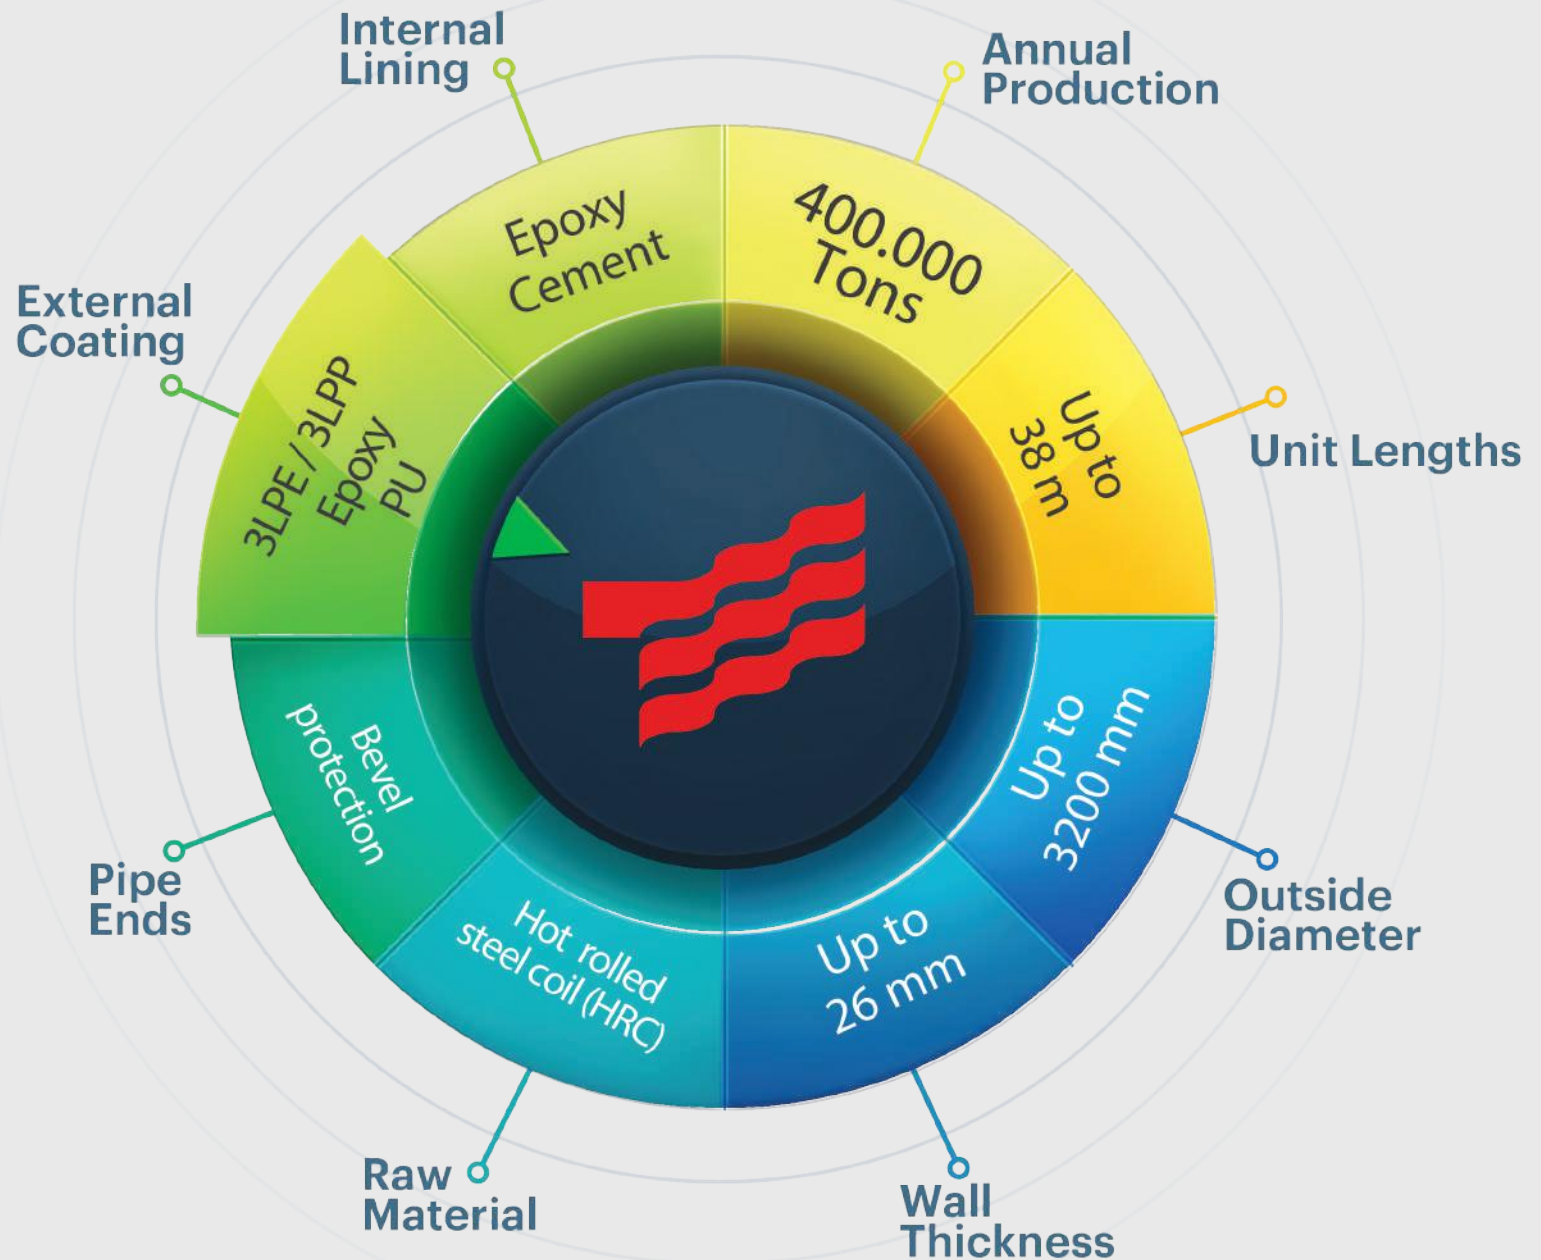 Internal
Lining
Epoxy
Cement
Annual
Production
400.000
Tons
Unit Lengths
Up to
38 m
Outside
Diameter
Up to
3200 mm
Wall
Thickness
Up to
26 mm
Raw
Material
Hot rolled
steel coil (HRC)
Pipe
Ends
Bevel
protection
External
Coating
3LPE / 3LPP
Epoxy
PU